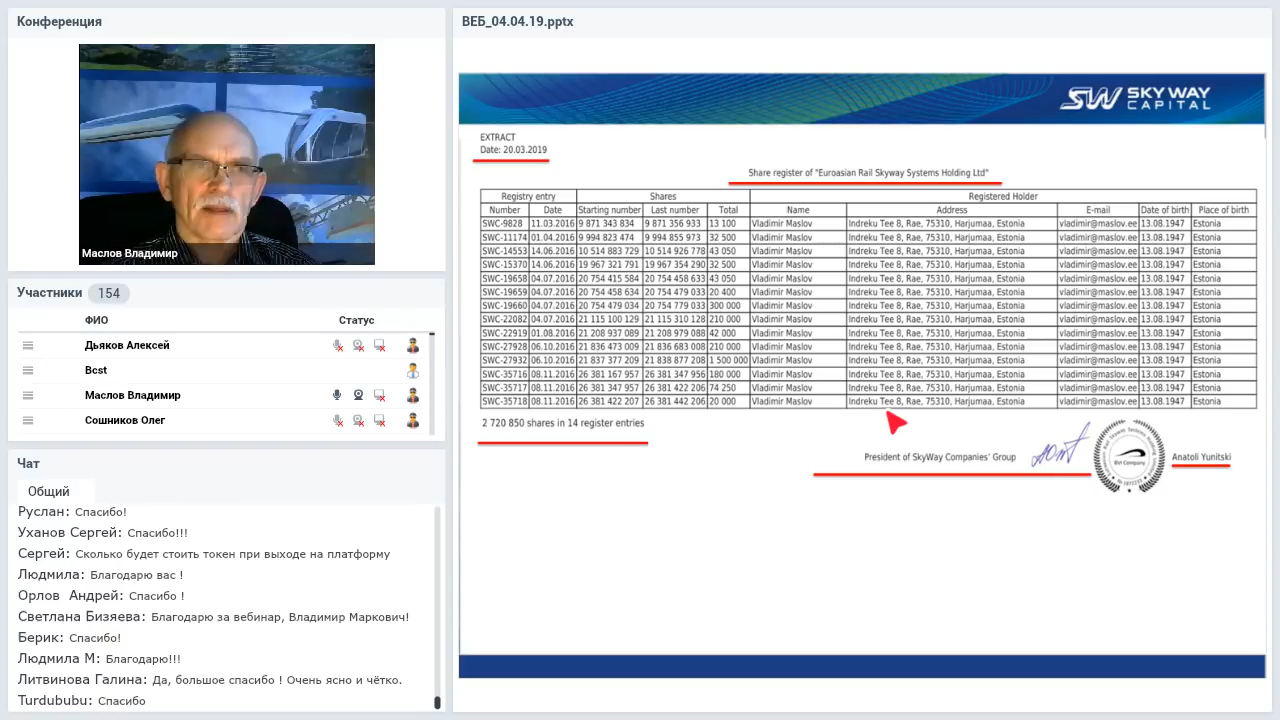 Конференция
Маслов Владимир
Участники 154
ФИО Статус
Дьяков Алексей
Bcst
Маслов Владимир
Сошников Олег
Чат
Общий
Руслан: Спасибо!
Уханов Сергей: Спасибо!!!
Сергей: Сколько будет стоить токен при выходе на платформу
Людмила: Благодарю вас !
Орлов Андрей: Спасибо !
Светлана Бизяева: Благодарю за вебинар, Владимир Маркович!
Берик: Спасибо!
Людмила М: Благодарю!!!
Литвинова Галина: Да, большое спасибо ! Очень ясно и чётко.
Turdububu: Спасибо
ВЕБ_04.04.19.pptx
SW SKY WAY
CAPITAL
EXTRACT
Date: 20.03.2019
Share register of "Euroasian Rail Skyway Systems Holding Ltd"
Registry entry Shares Registered Holder
Number Date Starting number Last number Total Name Address E-mail Date of birth Place of birth
SWC-9828 11.03.2016 9 871 343 834 9 871 356 933 13 100 Vladimir Maslov Indreku Tee 8, Rae, 75310, Harjumaa, Estonia vladimir@maslov.ee 13.08.1947 Estonia
SWC-11174 01.04.2016 9 994 823 474 9 994 855 973 32 500 Vladimir Maslov Indreku Tee 8, Rae, 75310, Harjumaa, Estonia vladimir@maslov.ee 13.08.1947 Estonia
SWC-14553 14.06.2016 10 514 883 729 10 514 926 778 43 050 Vladimir Maslov Indreku Tee 8, Rae, 75310, Harjumaa, Estonia vladimir@maslov.ee 13.08.1947 Estonia
SWC-15370 14.06.2016 19 967 321 791 19 967 354 290 32 500 Vladimir Maslov Indreku Tee 8, Rae, 75310, Harjumaa, Estonia vladimir@maslov.ee 13.08.1947 Estonia
SWC-19658 04.07.2016 20 754 415 584 20 754 458 633 43 050 Vladimir Maslov Indreku Tee 8, Rae, 75310, Harjumaa, Estonia vladimir@maslov.ee 13.08.1947 Estonia
SWC-19659 04.07.2016 20 754 458 634 20 754 479 033 20 400 Vladimir Maslov Indreku Tee 8, Rae, 75310, Harjumaa, Estonia vladimir@maslov.ee 13.08.1947 Estonia
SWC-19660 04.07.2016 20 754 479 034 20 754 779 033 300 000 Vladimir Maslov Indreku Tee 8, Rae, 75310, Harjumaa, Estonia vladimir@maslov.ee 13.08.1947 Estonia
SWC-22082 04.07.2016 21 115 100 129 21 115 310 128 210 000 Vladimir Maslov Indreku Tee 8, Rae, 75310, Harjumaa, Estonia vladimir@maslov.ee 13.08.1947 Estonia
SWC-22919 01.08.2016 21 208 937 089 21 208 979 088 42 000 Vladimir Maslov Indreku Tee 8, Rae, 75310, Harjumaa, Estonia vladimir@maslov.ee 13.08.1947 Estonia
SWC-27928 06.10.2016 21 836 473 009 21 836 683 008 210 000 Vladimir Maslov Indreku Tee 8, Rae, 75310, Harjumaa, Estonia vladimir@maslov.ee 13.08.1947 Estonia
SWC-27932 06.10.2016 21 837 377 209 21 838 877 208 1 500 000 Vladimir Maslov Indreku Tee 8, Rae, 75310, Harjumaa, Estonia vladimir@maslov.ee 13.08.1947 Estonia
SWC-35716 08.11.2016 26 381 167 957 26 381 347 956 180 000 Vladimir Maslov Indreku Tee 8, Rae, 75310, Harjumaa, Estonia vladimir@maslov.ee 13.08.1947 Estonia
SWC-35717 08.11.2016 26 381 347 957 26 381 422 206 74 250 Vladimir Maslov Indreku Tee 8, Rae, 75310, Harjumaa, Estonia vladimir@maslov.ee 13.08.1947 Estonia
SWC-35718 08.11.2016 26 381 422 207 26 381 442 206 20 000 Vladimir Maslov Indreku Tee 8, Rae, 75310, Harjumaa, Estonia vladimir@maslov.ee 13.08.1947 Estonia
2 720 850 shares in 14 register entries
President of SkyWay Companies' Group
BVI Company
Anatoli Yunitski